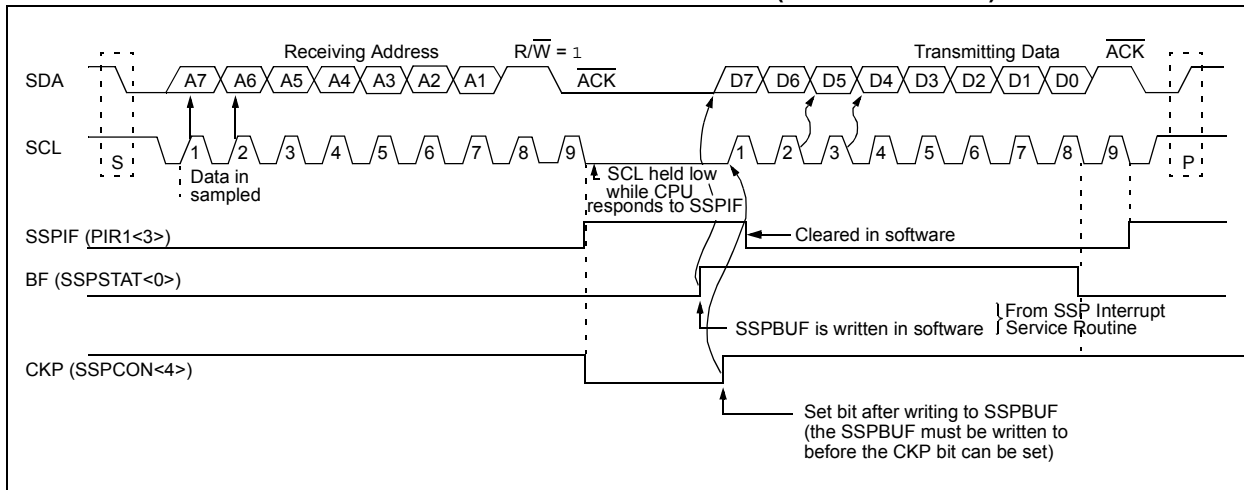 Receiving Address R/W = 1 Transmitting Data ACK
SDA A7 A6 A5 A4 A3 A2 A1 ACK D7 D6 D5 D4 D3 D2 D1 D0
SCL S 1 2 3 4 5 6 7 8 9 1 2 3 4 5 6 7 8 9 P
Data in
sampled
SCL held low
while CPU
responds to SSPIF
SSPIF (PIR1<3>)
Cleared in software
BF (SSPSTAT<0>)
SSPBUF is written in software
From SSP Interrupt
Service Routine
CKP (SSPCON<4>)
Set bit after writing to SSPBUF
(the SSPBUF must be written to
before the CKP bit can be set)